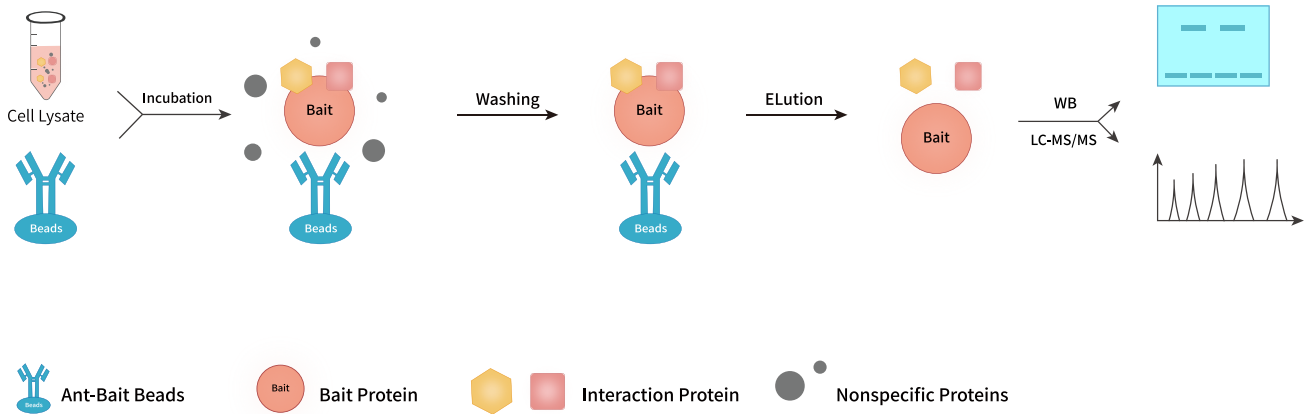 Cell Lysate
Beads
Incubation
Bait
Beads
Washing
Bait
Beads
ELution
Bait
WB
LC-MS/MS
Beads
Ant-Bait Beads
Bait
Bait Protein
Interaction Protein
Nonspecific Proteins